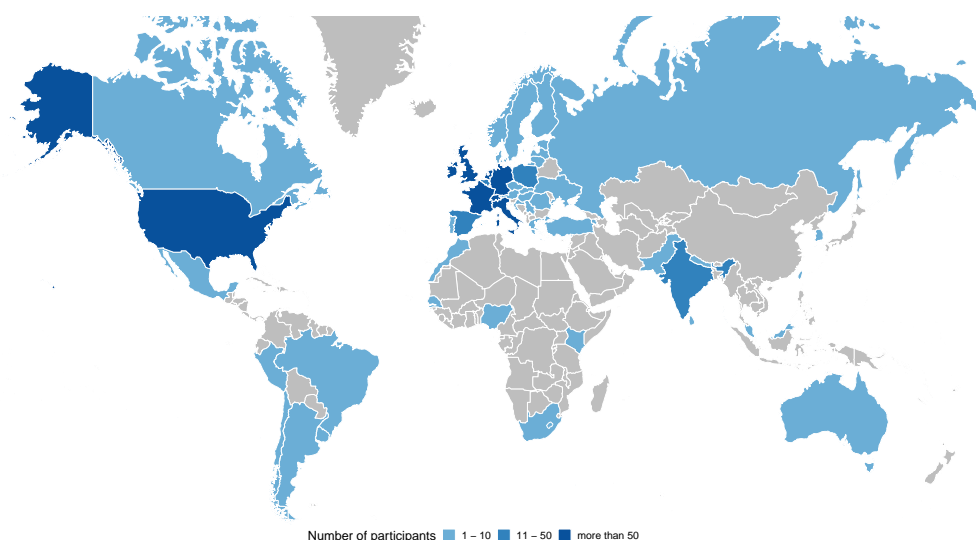 Number of participants 1 – 10 11 – 50 more than 50